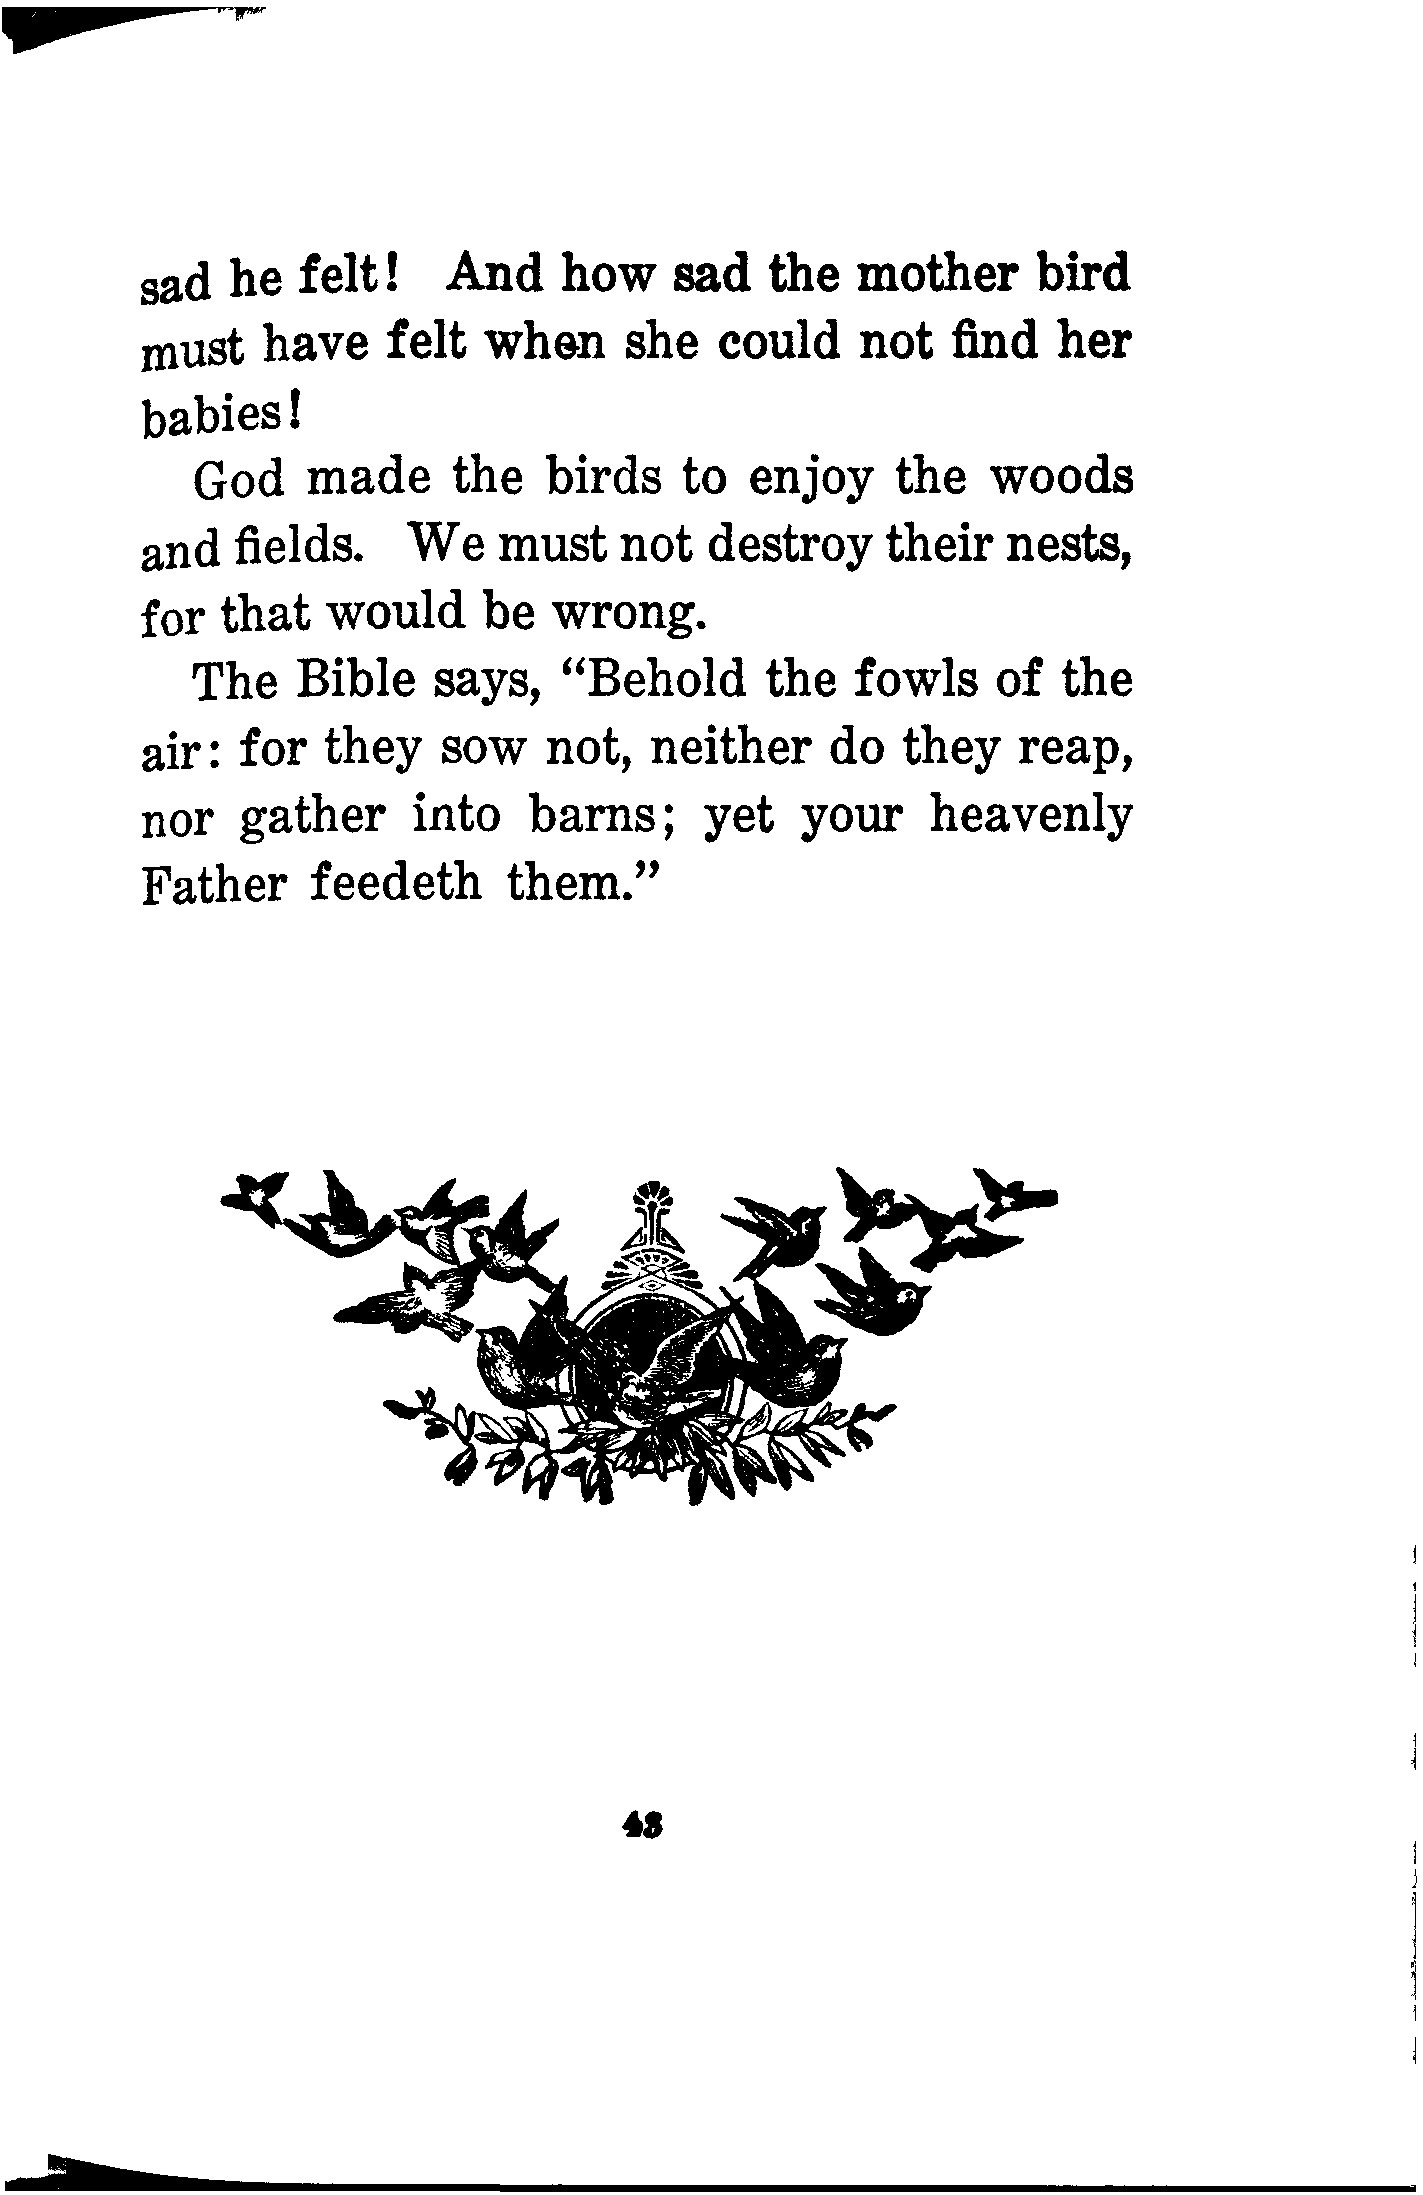 sad he felt! And how sad the mother bird
must have felt when she could not find her
babies!
God made the birds to enjoy the woods
and fields. We must not destroy their nests,
for that would be wrong.
The Bible says, “Behold the fowls of the
air: for they sow not, neither do they reap,
nor gather into barns; yet your heavenly
Father feedeth them.”
43